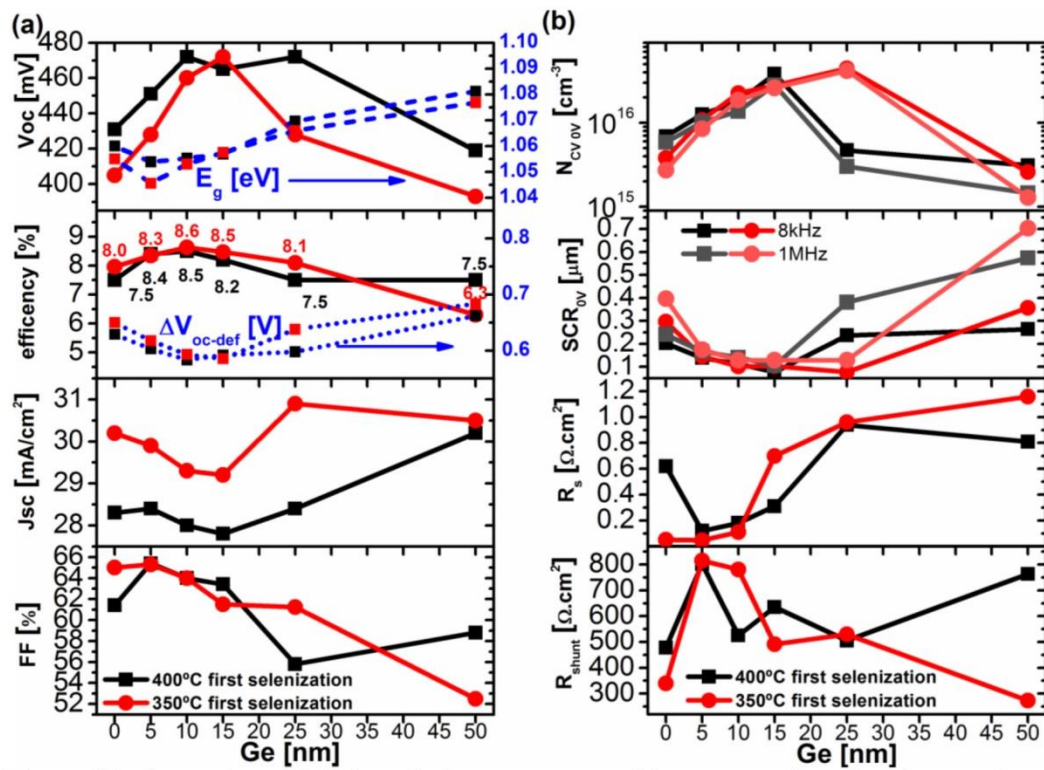 (a)
480
460
440
420
400
Voc [mV]
1.10
1.09
1.08
1.07
1.06
1.05
1.04
Eg [eV]
9
8
7
6
5
efficency [%]
8.0
8.3
8.6
8.5
8.1
6.3
7.5
8.4
8.5
8.2
7.5
7.5
0.8
0.7
0.6
ΔVoc-def [V]
31
30
29
28
Jsc [mA/cm²]
66
64
62
60
58
56
54
52
FF [%]
400ºC first selenization
350ºC first selenization
0 5 10 15 20 25 30 35 40 45 50
Ge [nm]
(b)
10¹⁶
10¹⁵
NCV 0V [cm⁻³]
0.7
0.6
0.5
0.4
0.3
0.2
0.1
SCR0V [µm]
8kHz
1MHz
1.2
1.0
0.8
0.6
0.4
0.2
Rs [Ω.cm²]
800
700
600
500
400
300
Rshunt [Ω.cm²]
400ºC first selenization
350ºC first selenization
0 5 10 15 20 25 30 35 40 45 50
Ge [nm]